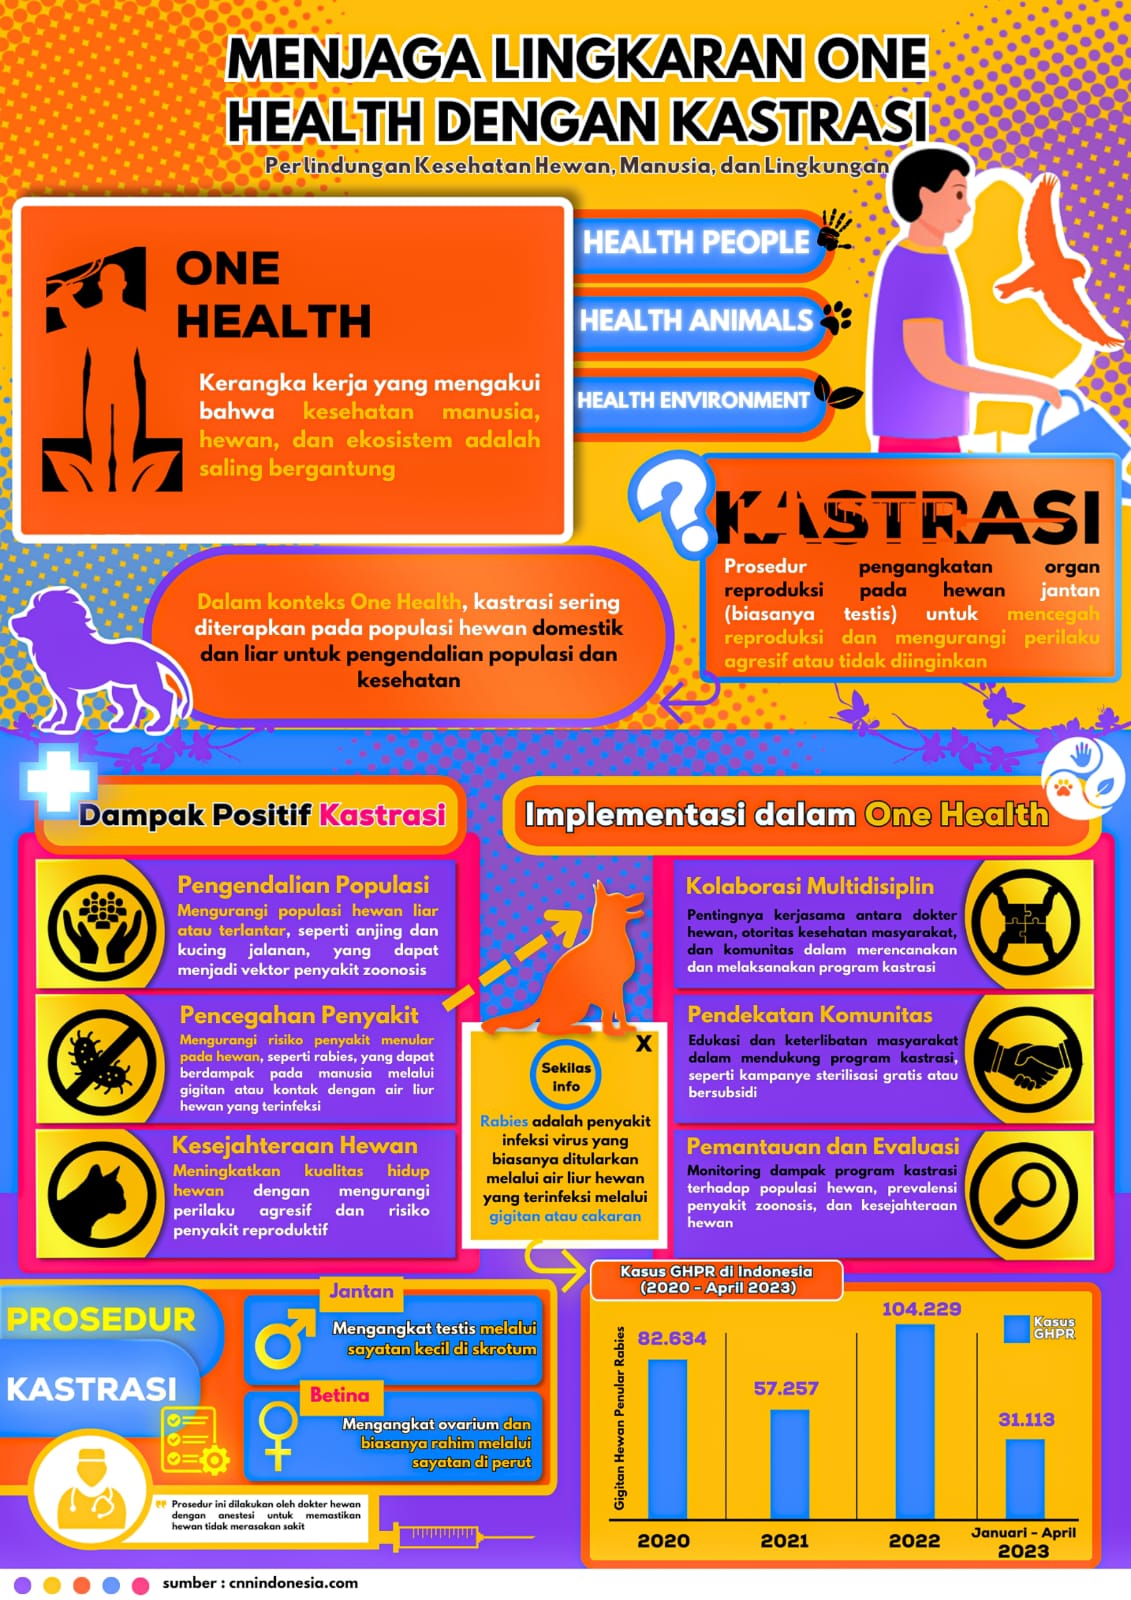 MENJAGA LINGKARAN ONE
HEALTH DENGAN KASTRASI
Perlindungan Kesehatan Hewan, Manusia, dan Lingkungan
ONE
HEALTH
Kerangka kerja yang mengakui
bahwa kesehatan manusia,
hewan, dan ekosistem adalah
saling bergantung
HEALTH PEOPLE
HEALTH ANIMALS
HEALTH ENVIRONMENT
?
KASTRASI
Prosedur pengangkatan organ
reproduksi pada hewan jantan
(biasanya testis) untuk mencegah
reproduksi dan mengurangi perilaku
agresif atau tidak diinginkan
Dalam konteks One Health, kastrasi sering
diterapkan pada populasi hewan domestik
dan liar untuk pengendalian populasi dan
kesehatan
Dampak Positif Kastrasi
Pengendalian Populasi
Mengurangi populasi hewan liar
atau terlantar, seperti anjing dan
kucing jalanan, yang dapat
menjadi vektor penyakit zoonosis
Pencegahan Penyakit
Mengurangi risiko penyakit menular
pada hewan, seperti rabies, yang dapat
berdampak pada manusia melalui
gigitan atau kontak dengan air liur
hewan yang terinfeksi
Kesejahteraan Hewan
Meningkatkan kualitas hidup
hewan dengan mengurangi
perilaku agresif dan risiko
penyakit reproduktif
X
Sekilas
info
Rabies adalah penyakit
infeksi virus yang
biasanya ditularkan
melalui air liur hewan
yang terinfeksi melalui
gigitan atau cakaran
Implementasi dalam One Health
Kolaborasi Multidisiplin
Pentingnya kerjasama antara dokter
hewan, otoritas kesehatan masyarakat,
dan komunitas dalam merencanakan
dan melaksanakan program kastrasi
Pendekatan Komunitas
Edukasi dan keterlibatan masyarakat
dalam mendukung program kastrasi,
seperti kampanye sterilisasi gratis atau
bersubsidi
Pemantauan dan Evaluasi
Monitoring dampak program kastrasi
terhadap populasi hewan, prevalensi
penyakit zoonosis, dan kesejahteraan
hewan
PROSEDUR
KASTRASI
Jantan
Mengangkat testis melalui
sayatan kecil di skrotum
Betina
Mengangkat ovarium dan
biasanya rahim melalui
sayatan di perut
" Prosedur ini dilakukan oleh dokter hewan
dengan anestesi untuk memastikan
hewan tidak merasakan sakit
Kasus GHPR di Indonesia
(2020 - April 2023)
Kasus
GHPR
Gigitan Hewan Penular Rabies
82.634
57.257
104.229
31.113
2020
2021
2022
Januari - April
2023
sumber : cnnindonesia.com